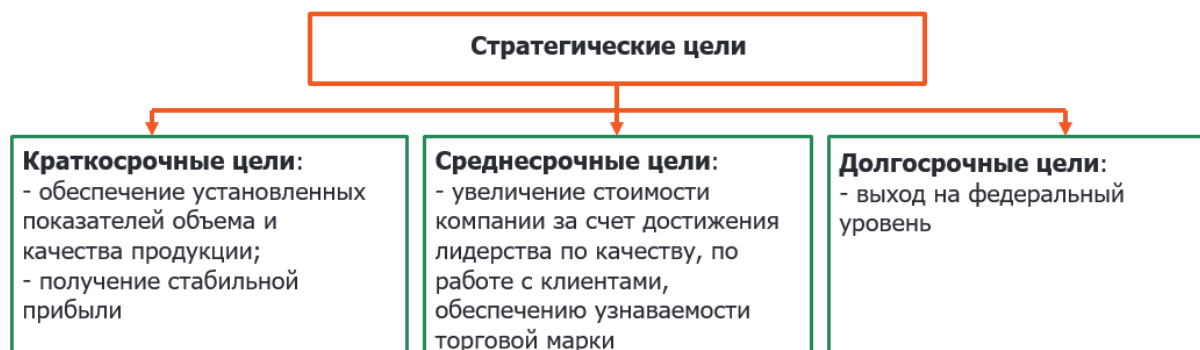 Стратегические цели
Краткосрочные цели:
- обеспечение установленных
показателей объема и
качества продукции;
- получение стабильной
прибыли
Среднесрочные цели:
- увеличение стоимости
компании за счет достижения
лидерства по качеству, по
работе с клиентами,
обеспечению узнаваемости
торговой марки
Долгосрочные цели:
- выход на федеральный
уровень